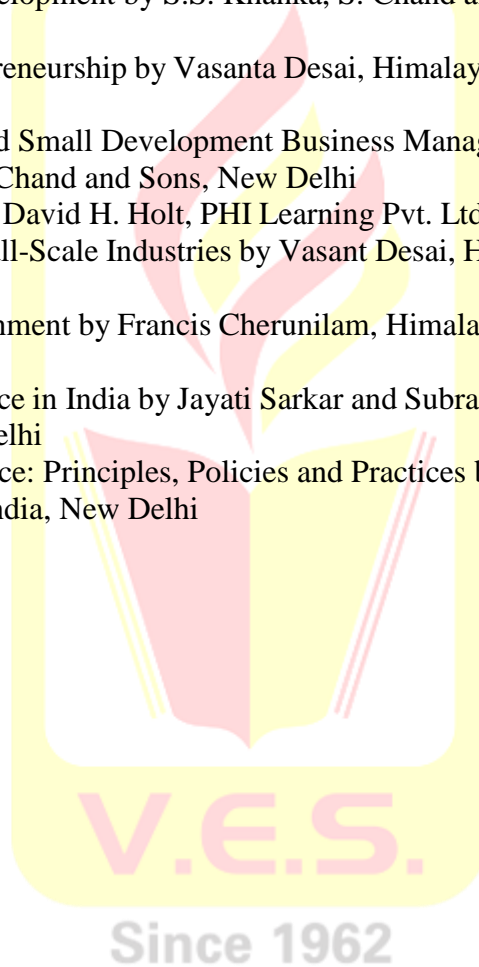 elopment by S.S. Khanka, S. Chand a
reneurship by Vasanta Desai, Himalay
d Small Development Business Manag
Chand and Sons, New Delhi
David H. Holt, PHI Learning Pvt. Ltd
ll-Scale Industries by Vasant Desai, H
nment by Francis Cherunilam, Himala
ce in India by Jayati Sarkar and Subra
elhi
ce: Principles, Policies and Practices b
ndia, New Delhi
V.E.S.
Since 1962